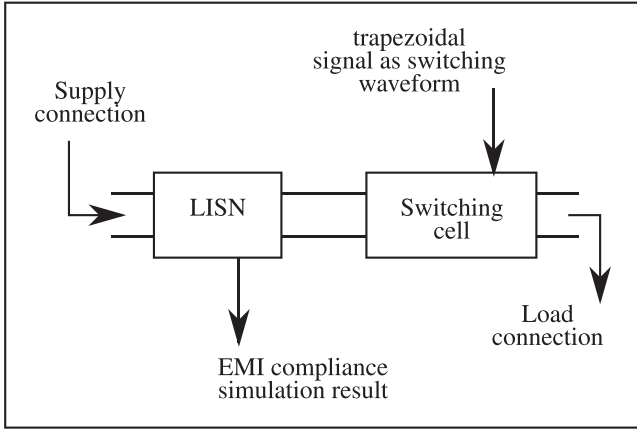 trapezoidal
signal as switching
waveform
Supply
connection
LISN
Switching
cell
Load
connection
EMI compliance
simulation result